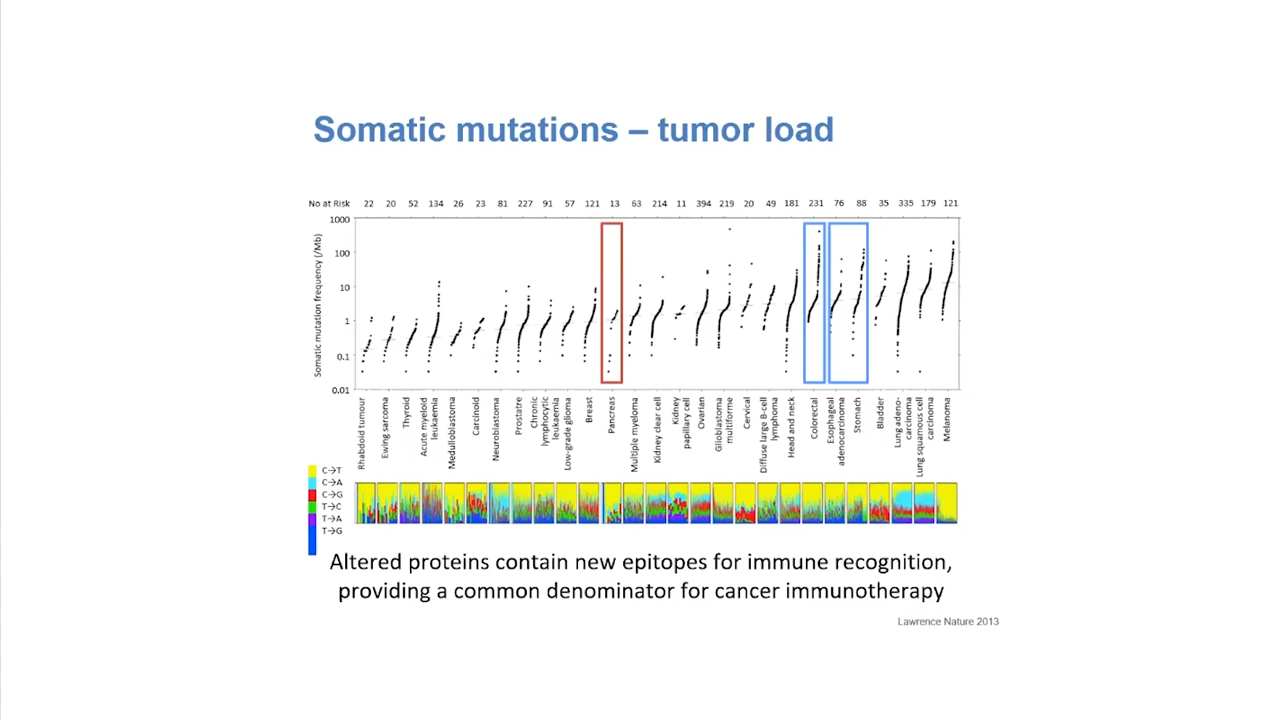 Somatic mutations – tumor load
No at Risk 22 20 52 134 26 23 81 227 91 57 121 13 63 214 11 394 219 20 49 181 231 76 88 35 335 179 121
Somatic mutation frequency (/Mb)
1000
100
10
1
0.1
0.01
Rhabdoid tumour
Ewing sarcoma
Thyroid
Acute myeloid
leukaemia
Medulloblastoma
Carcinoid
Neuroblastoma
Prostatre
Chronic
lymphocytic
leukaemia
Low-grade glioma
Breast
Pancreas
Multiple myeloma
Kidney clear cell
Kidney
papillary cell
Ovarian
Glioblastoma
multiforme
Cervical
Diffuse large B-cell
lymphoma
Head and neck
Colorectal
Esophageal
adenocarcinoma
Stomach
Bladder
Lung adeno-
carcinoma
Lung squamous cell
carcinoma
Melanoma
C→T
C→A
C→G
T→C
T→A
T→G
Altered proteins contain new epitopes for immune recognition,
providing a common denominator for cancer immunotherapy
Lawrence Nature 2013